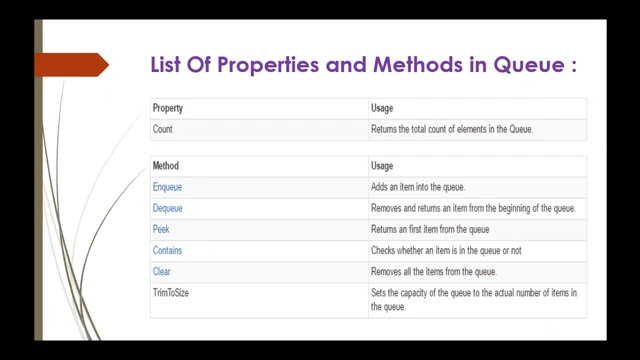 List Of Properties and Methods in Queue :
Property Usage
Count Returns the total count of elements in the Queue.
Method Usage
Enqueue Adds an item into the queue.
Dequeue Removes and returns an item from the beginning of the queue.
Peek Returns an first item from the queue
Contains Checks whether an item is in the queue or not
Clear Removes all the items from the queue.
TrimToSize Sets the capacity of the queue to the actual number of items in
the queue.